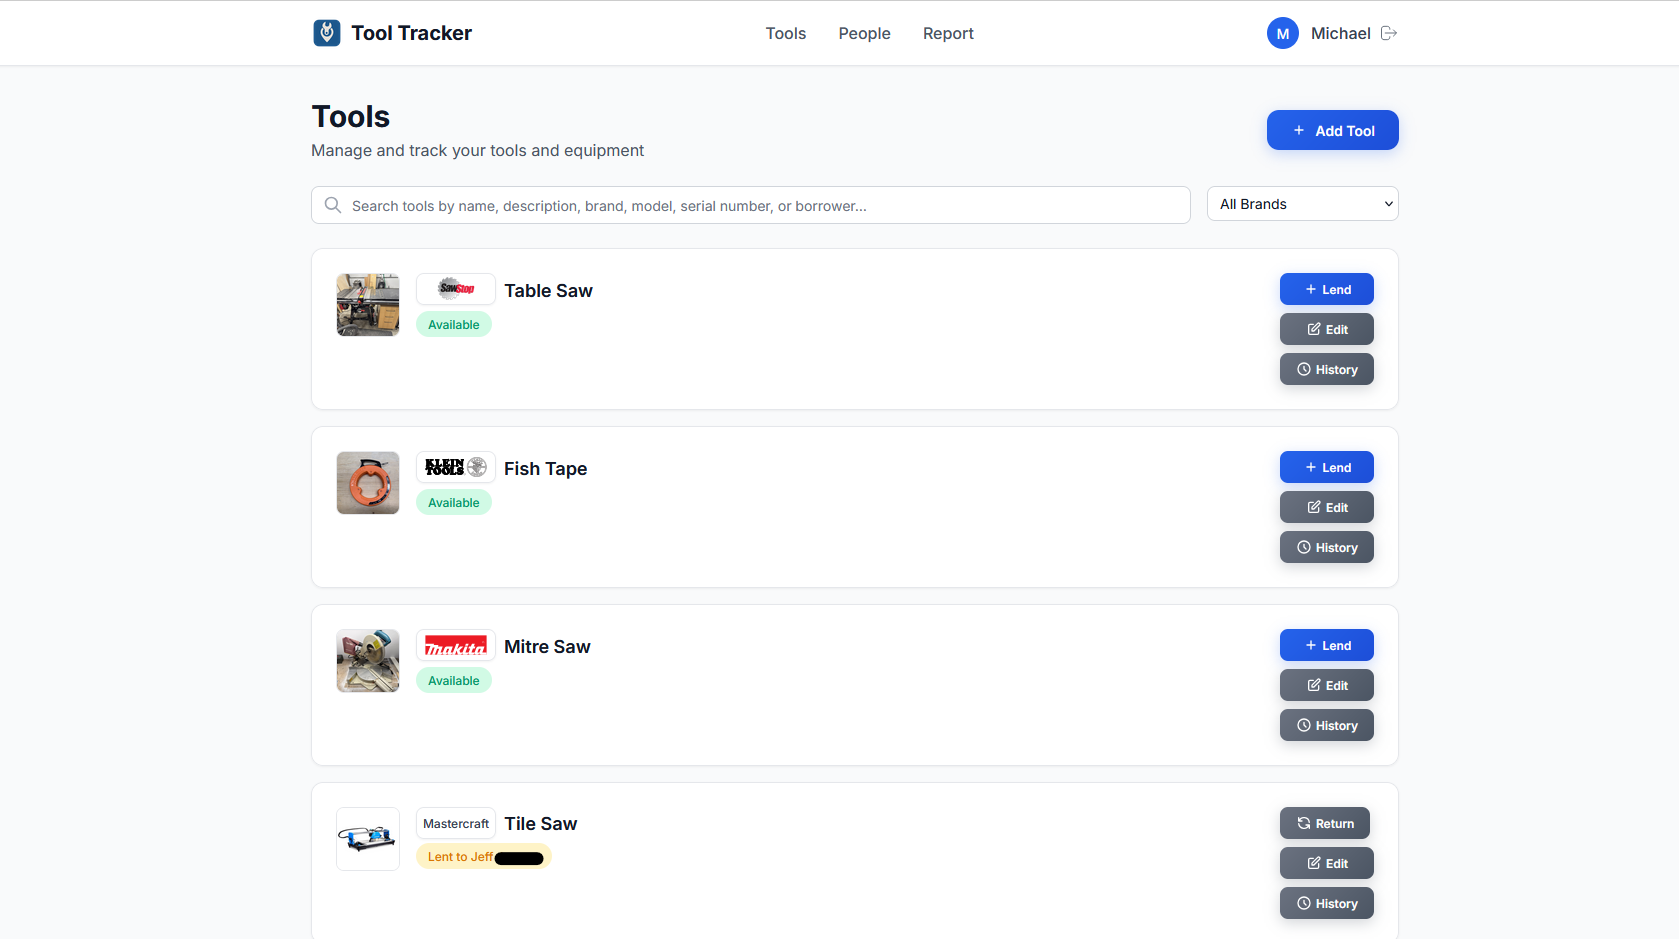 Tool Tracker
Tools People Report
M Michael
Tools
Manage and track your tools and equipment
+ Add Tool
Search tools by name, description, brand, model, serial number, or borrower...
All Brands
SawStop Table Saw
Available
+ Lend
Edit
History
KLEIN TOOLS Fish Tape
Available
+ Lend
Edit
History
Makita Mitre Saw
Available
+ Lend
Edit
History
Mastercraft Tile Saw
Lent to Jeff
Return
Edit
History